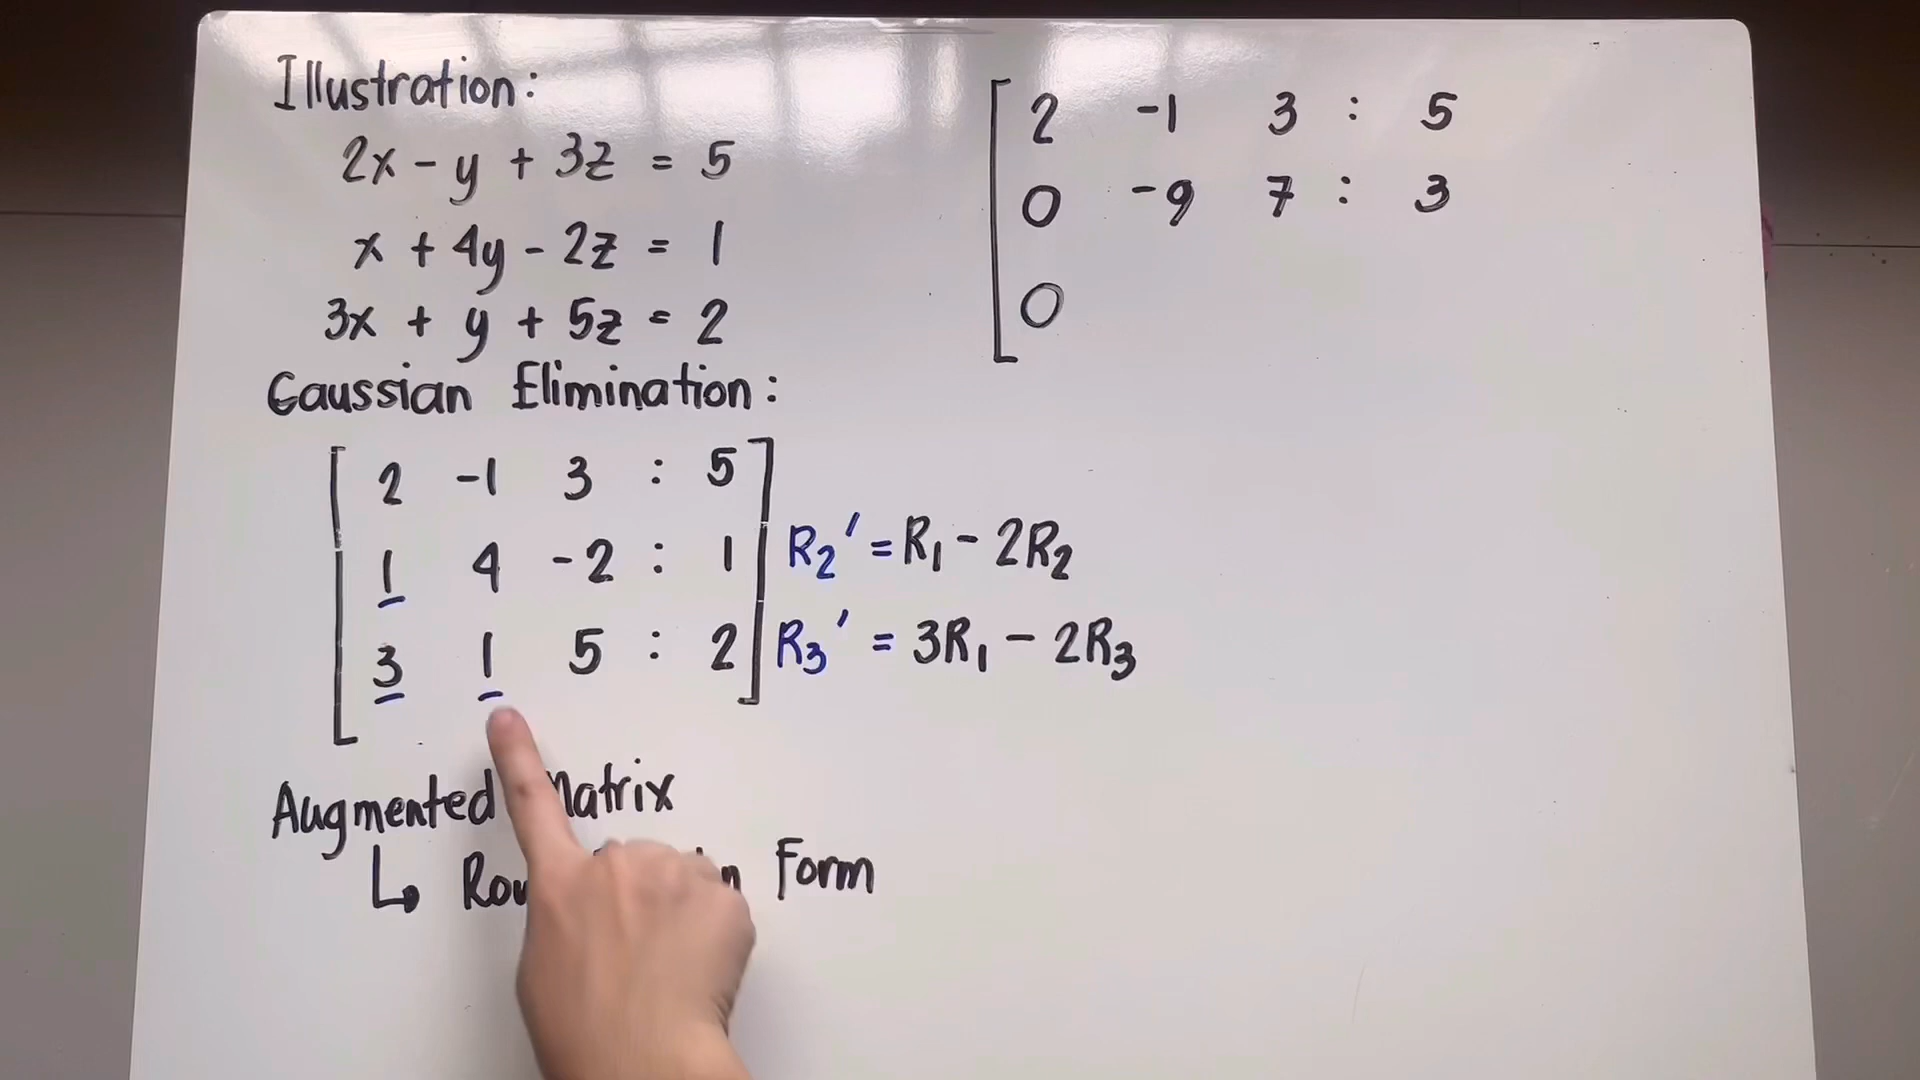 Illustration:
2x - y + 3z = 5
x + 4y - 2z = 1
3x + y + 5z = 2
Gaussian Elimination:
2 -1 3 : 5
1 4 -2 : 1 R2' = R1 - 2R2
3 1 5 : 2 R3' = 3R1 - 2R3
Augmented Matrix
↳ Form
2 -1 3 : 5
0 -9 7 : 3
0